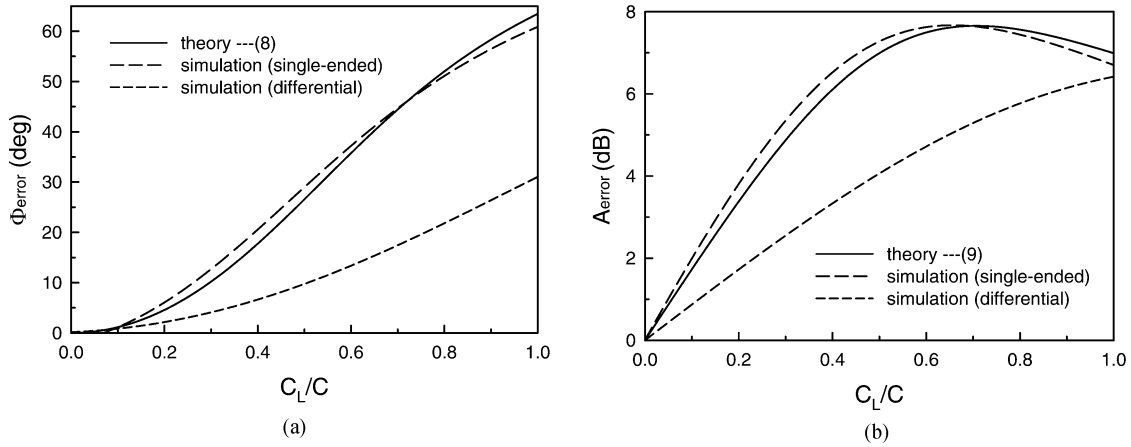 60
50
40
30
20
10
0
0.0 0.2 0.4 0.6 0.8 1.0
Φerror (deg)
CL/C
theory ---(8)
simulation (single-ended)
simulation (differential)
(a)
8
6
4
2
0
0.0 0.2 0.4 0.6 0.8 1.0
Aerror (dB)
CL/C
theory ---(9)
simulation (single-ended)
simulation (differential)
(b)